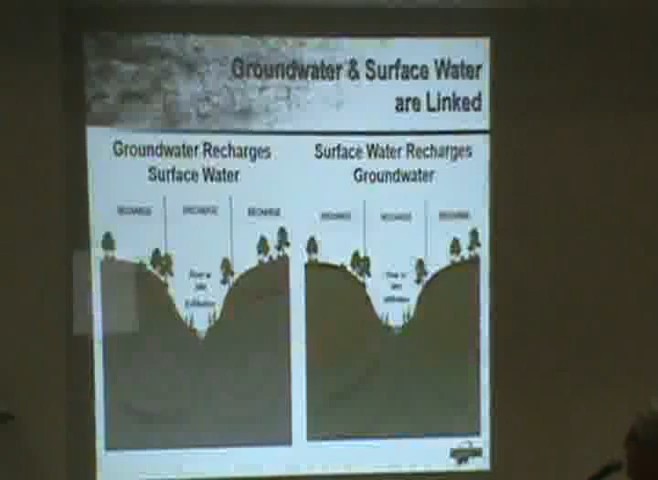 Groundwater & Surface Water
are Linked
Groundwater Recharges
Surface Water
Surface Water Recharges
Groundwater
RECHARGE
DISCHARGE
RECHARGE
RECHARGE
RECHARGE
RECHARGE